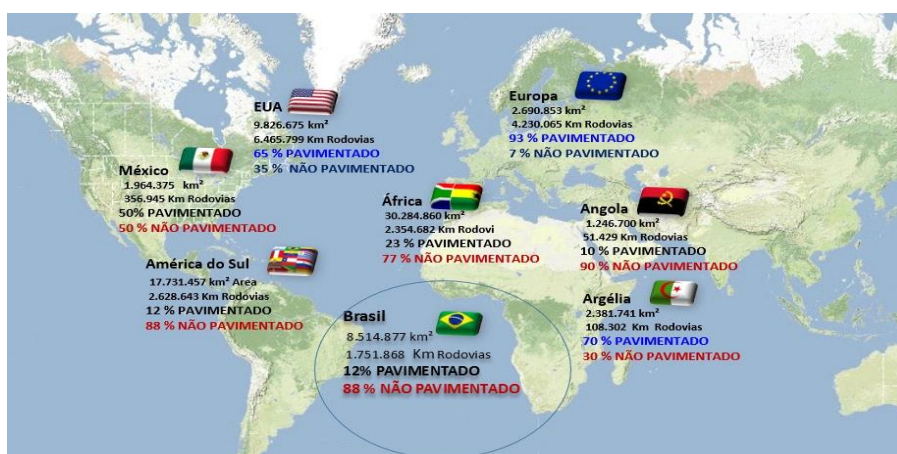 EUA
9.826.675 km²
6.465.799 Km Rodovias
65 % PAVIMENTADO
35 % NÃO PAVIMENTADO
Europa
2.690.853 km²
4.230.065 Km Rodovias
93 % PAVIMENTADO
7 % NÃO PAVIMENTADO
México
1.964.375 km²
356.945 Km Rodovias
50% PAVIMENTADO
50 % NÃO PAVIMENTADO
África
30.284.860 km²
2.354.682 Km Rodovi
23 % PAVIMENTADO
77 % NÃO PAVIMENTADO
Angola
1.246.700 km²
51.429 Km Rodovias
10 % PAVIMENTADO
90 % NÃO PAVIMENTADO
América do Sul
17.731.457 km² Area
2.628.643 Km Rodovias
12 % PAVIMENTADO
88 % NÃO PAVIMENTADO
Brasil
8.514.877 km²
1.751.868 Km Rodovias
12% PAVIMENTADO
88 % NÃO PAVIMENTADO
Argélia
2.381.741 km²
108.302 Km Rodovias
70 % PAVIMENTADO
30 % NÃO PAVIMENTADO